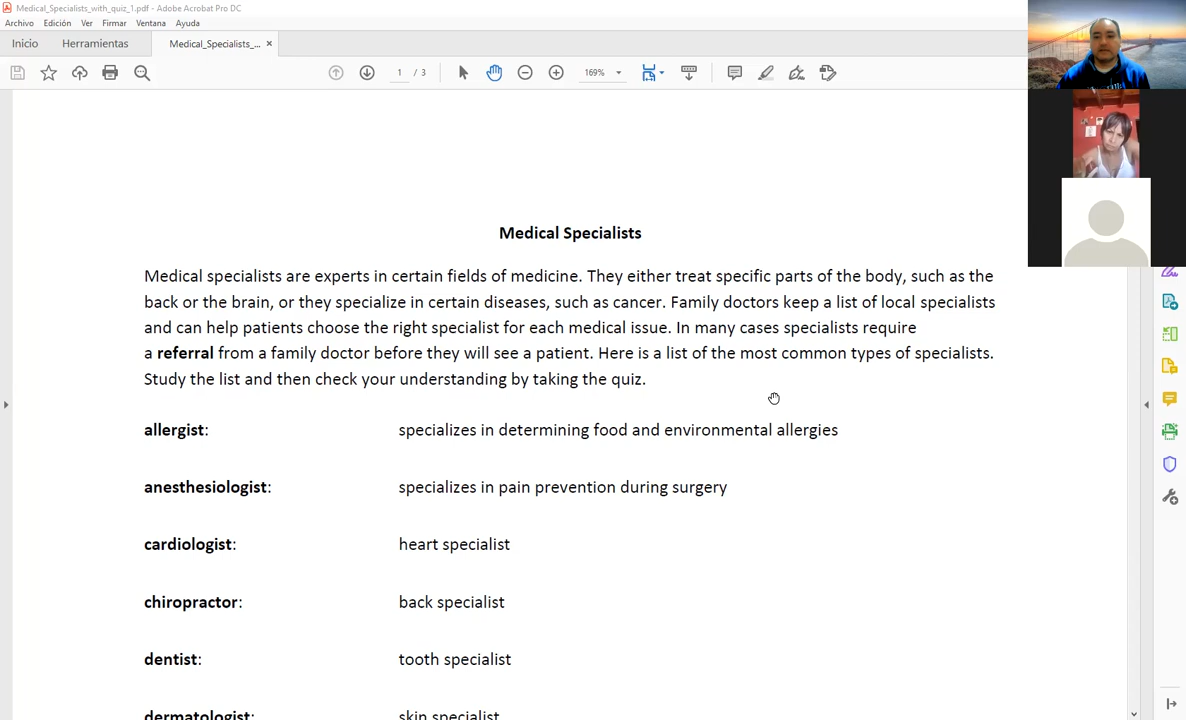 Medical_Specialists_with_quiz_1.pdf - Adobe Acrobat Pro DC
Archivo Edición Ver Firmar Ventana Ayuda
Inicio Herramientas Medical_Specialists_... ×
1 / 3 169%
Medical Specialists
Medical specialists are experts in certain fields of medicine. They either treat specific parts of the body, such as the
back or the brain, or they specialize in certain diseases, such as cancer. Family doctors keep a list of local specialists
and can help patients choose the right specialist for each medical issue. In many cases specialists require
a referral from a family doctor before they will see a patient. Here is a list of the most common types of specialists.
Study the list and then check your understanding by taking the quiz.
allergist: specializes in determining food and environmental allergies
anesthesiologist: specializes in pain prevention during surgery
cardiologist: heart specialist
chiropractor: back specialist
dentist: tooth specialist
dermatologist: skin specialist